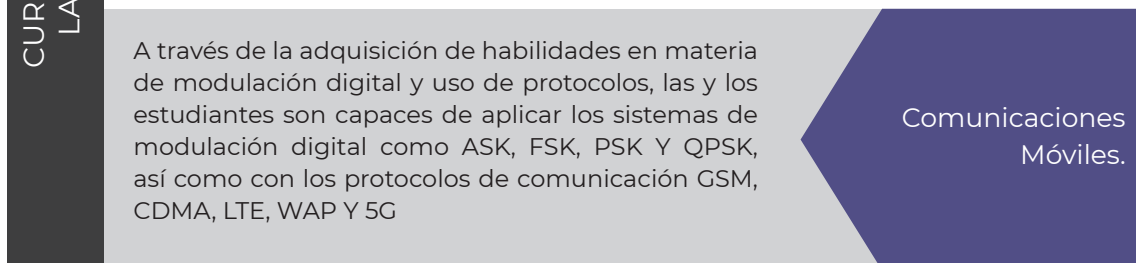 CUR
LA
A través de la adquisición de habilidades en materia
de modulación digital y uso de protocolos, las y los
estudiantes son capaces de aplicar los sistemas de
modulación digital como ASK, FSK, PSK Y QPSK,
así como con los protocolos de comunicación GSM,
CDMA, LTE, WAP Y 5G
Comunicaciones
Móviles.